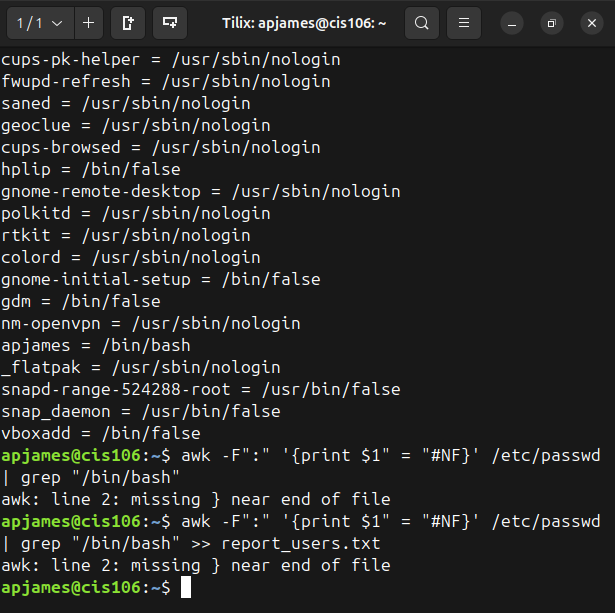 1 / 1
Tilix: apjames@cis106: ~
cups-pk-helper = /usr/sbin/nologin
fwupd-refresh = /usr/sbin/nologin
saned = /usr/sbin/nologin
geoclue = /usr/sbin/nologin
cups-browsed = /usr/sbin/nologin
hplip = /bin/false
gnome-remote-desktop = /usr/sbin/nologin
polkitd = /usr/sbin/nologin
rtkit = /usr/sbin/nologin
colord = /usr/sbin/nologin
gnome-initial-setup = /bin/false
gdm = /bin/false
nm-openvpn = /usr/sbin/nologin
apjames = /bin/bash
_flatpak = /usr/sbin/nologin
snapd-range-524288-root = /usr/bin/false
snap_daemon = /usr/bin/false
vboxadd = /bin/false
apjames@cis106:~$ awk -F":" '{print $1" = "#NF}' /etc/passwd
| grep "/bin/bash"
awk: line 2: missing } near end of file
apjames@cis106:~$ awk -F":" '{print $1" = "#NF}' /etc/passwd
| grep "/bin/bash" >> report_users.txt
awk: line 2: missing } near end of file
apjames@cis106:~$